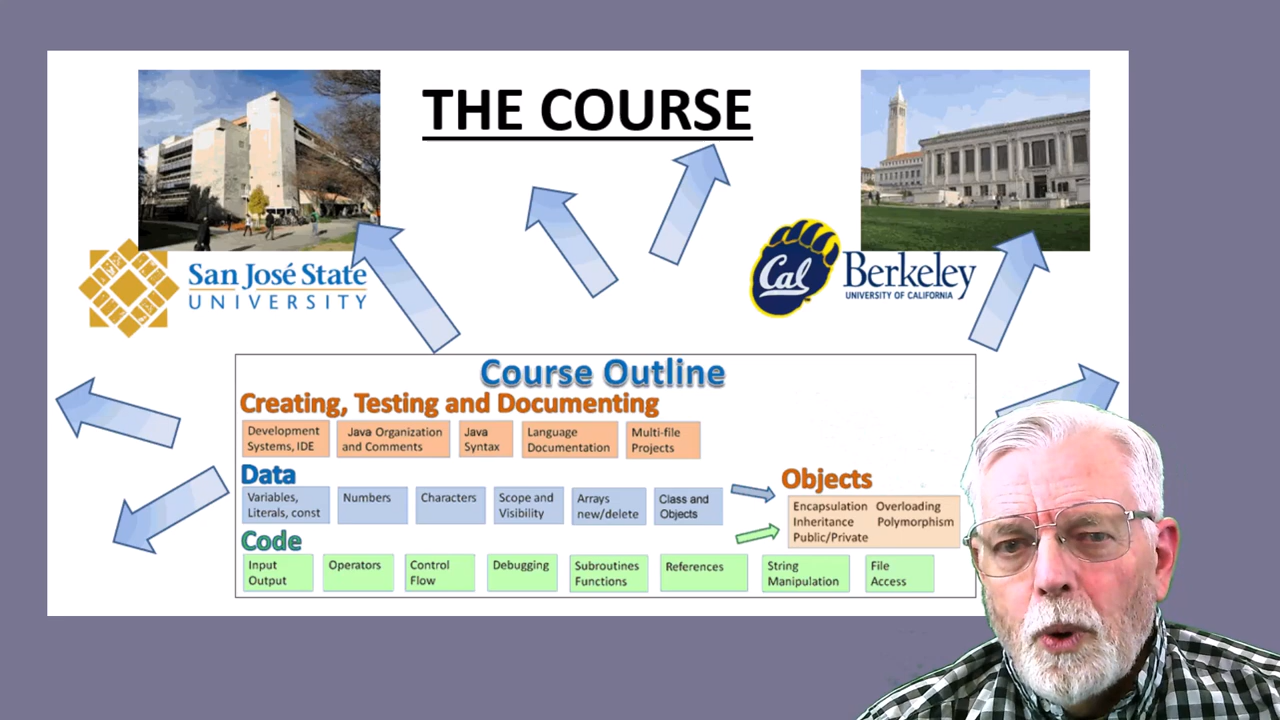 THE COURSE
San José State
UNIVERSITY
Cal
Berkeley
UNIVERSITY OF CALIFORNIA
Course Outline
Creating, Testing and Documenting
Development
Systems, IDE
Java Organization
and Comments
Java
Syntax
Language
Documentation
Multi-file
Projects
Data
Variables,
Literals, const
Numbers
Characters
Scope and
Visibility
Arrays
new/delete
Class and
Objects
Objects
Encapsulation Overloading
Inheritance Polymorphism
Public/Private
Code
Input
Output
Operators
Control
Flow
Debugging
Subroutines
Functions
References
String
Manipulation
File
Access